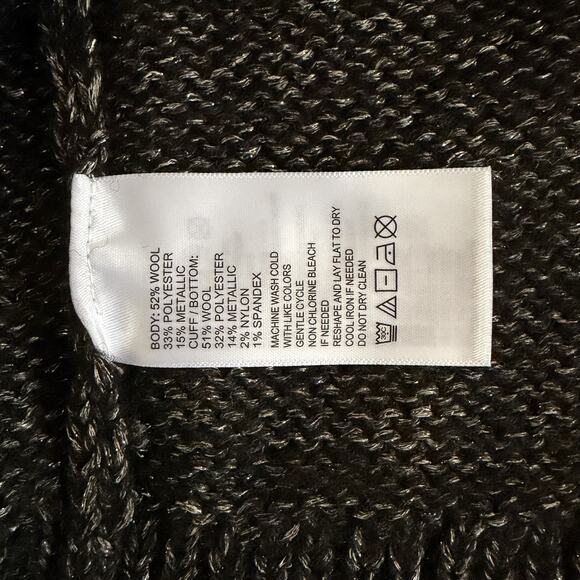 BODY: 52% WOOL
33% POLYESTER
15% METALLIC
CUFF / BOTTOM:
51% WOOL
32% POLYESTER
14% METALLIC
2% NYLON
1% SPANDEX
MACHINE WASH COLD
WITH LIKE COLORS
GENTLE CYCLE
NON CHLORINE BLEACH
IF NEEDED
RESHAPE AND LAY FLAT TO DRY
COOL IRON IF NEEDED
DO NOT DRY CLEAN